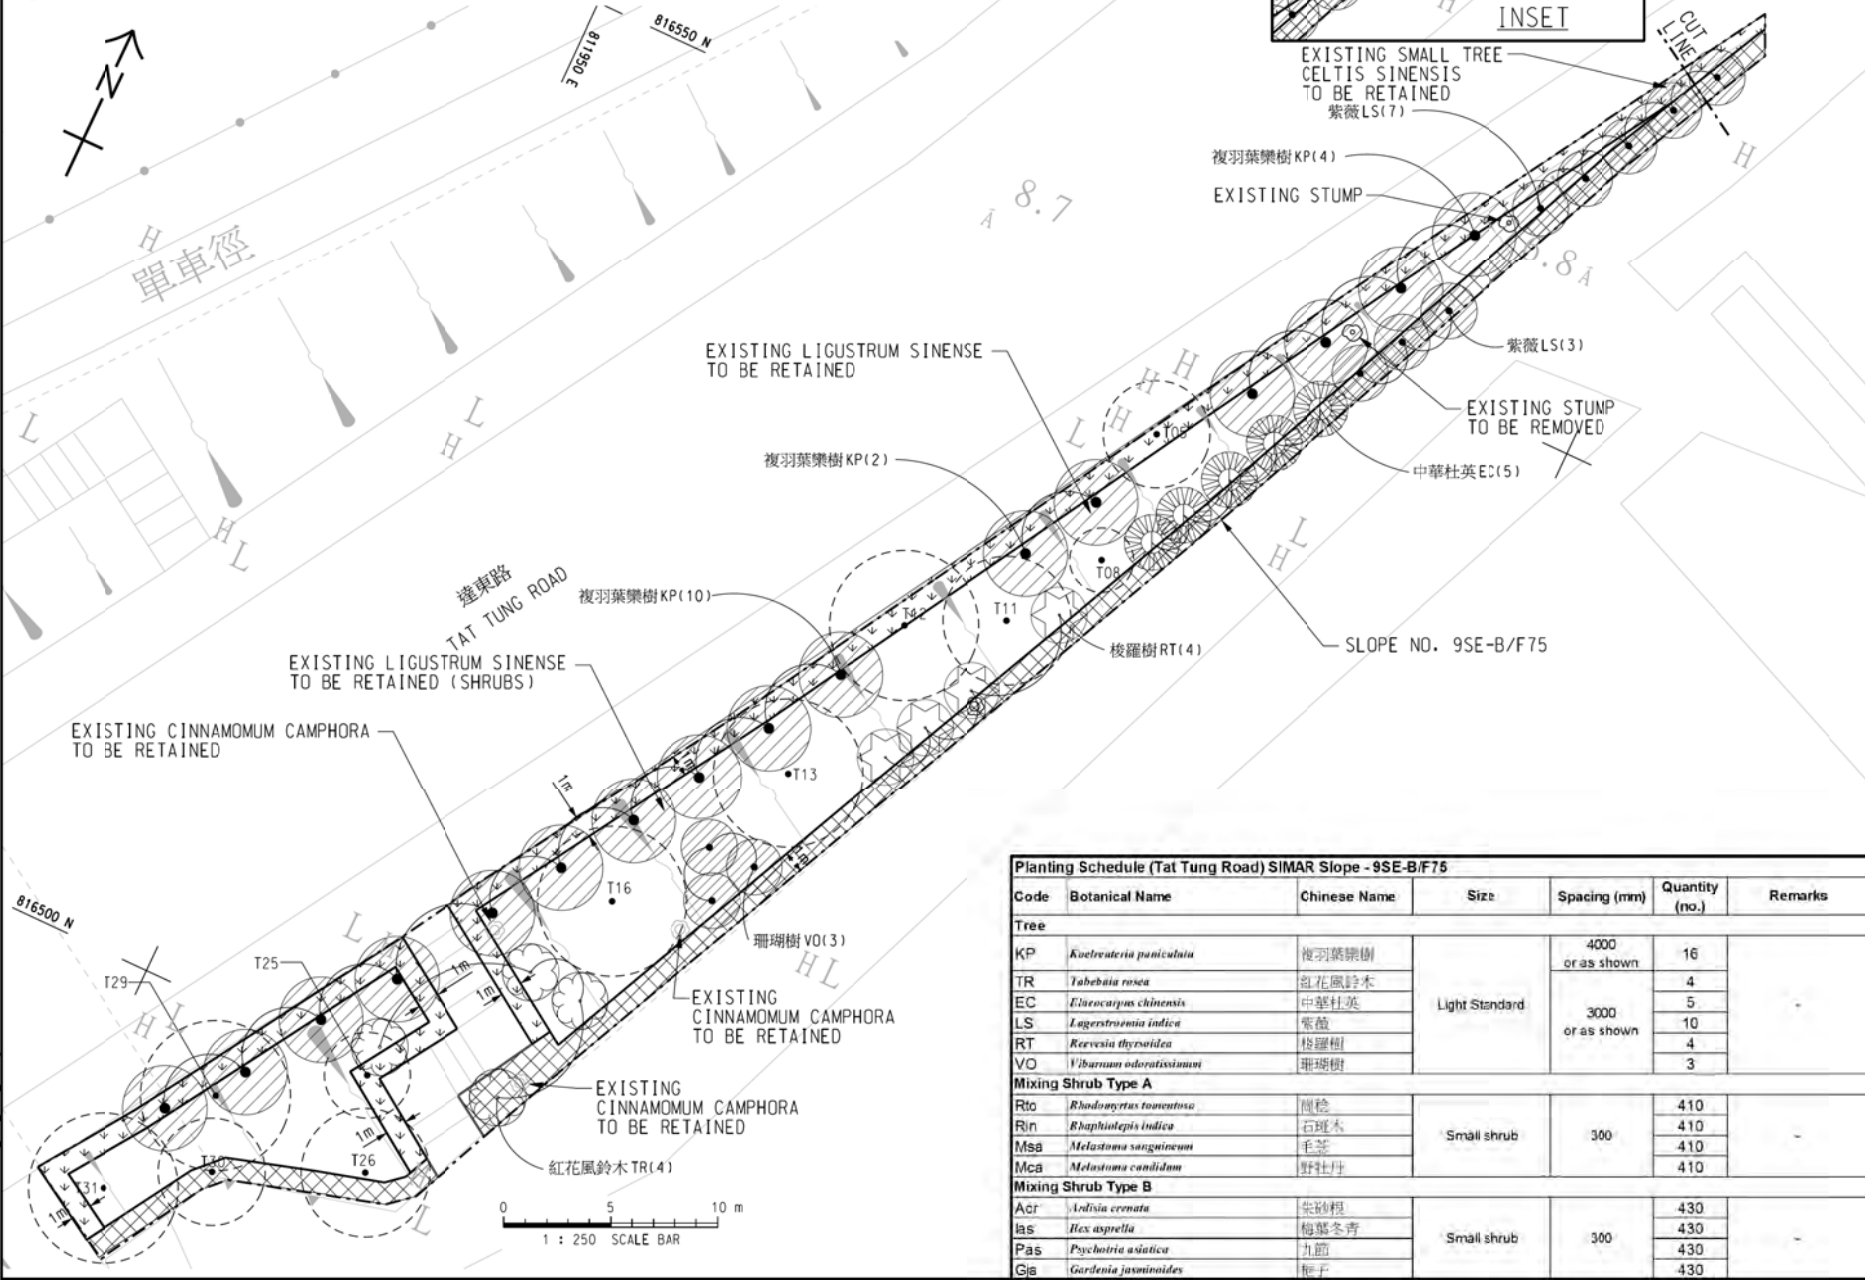 INSET
CUT
LINE
816550 N
811950 E
N
EXISTING SMALL TREE
CELTIS SINENSIS
TO BE RETAINED
紫薇LS(7)
複羽葉欒樹KP(4)
EXISTING STUMP
H
單車徑
8.7
EXISTING LIGUSTRUM SINENSE
TO BE RETAINED
紫薇LS(3)
EXISTING STUMP
TO BE REMOVED
中華杜英EC(5)
T05
複羽葉欒樹KP(2)
T08
T11
T42
達東路
TAT TUNG ROAD
複羽葉欒樹KP(10)
梭羅樹RT(4)
SLOPE NO. 9SE-B/F75
EXISTING LIGUSTRUM SINENSE
TO BE RETAINED (SHRUBS)
EXISTING CINNAMOMUM CAMPHORA
TO BE RETAINED
1m
T13
T16
816500 N
珊瑚樹VO(3)
T25
T29
EXISTING
CINNAMOMUM CAMPHORA
TO BE RETAINED
EXISTING
CINNAMOMUM CAMPHORA
TO BE RETAINED
紅花風鈴木TR(4)
T31
T30
T26
1m
0 5 10 m
1 : 250 SCALE BAR
Planting Schedule (Tat Tung Road) SIMAR Slope - 9SE-B/F75
Code Botanical Name Chinese Name Size Spacing (mm) Quantity (no.) Remarks
Tree
KP Koelreuteria paniculata 複羽葉欒樹 Light Standard 4000 or as shown 16 -
TR Tabebuia rosea 紅花風鈴木 3000 or as shown 4
EC Elaeocarpus chinensis 中華杜英 5
LS Lagerstroemia indica 紫薇 10
RT Reevesia thyrsoidea 梭羅樹 4
VO Viburnum odoratissimum 珊瑚樹 3
Mixing Shrub Type A
Rto Rhodomyrtus tomentosa 崗稔 Small shrub 300 410 -
Rin Rhaphiolepis indica 石斑木 410
Msa Melastoma sanguineum 毛菍 410
Mca Melastoma candidum 野牡丹 410
Mixing Shrub Type B
Acr Ardisia crenata 朱砂根 Small shrub 300 430 -
Ias Ilex asprella 梅葉冬青 430
Pas Psychotria asiatica 九節 430
Gja Gardenia jasminoides 梔子 430